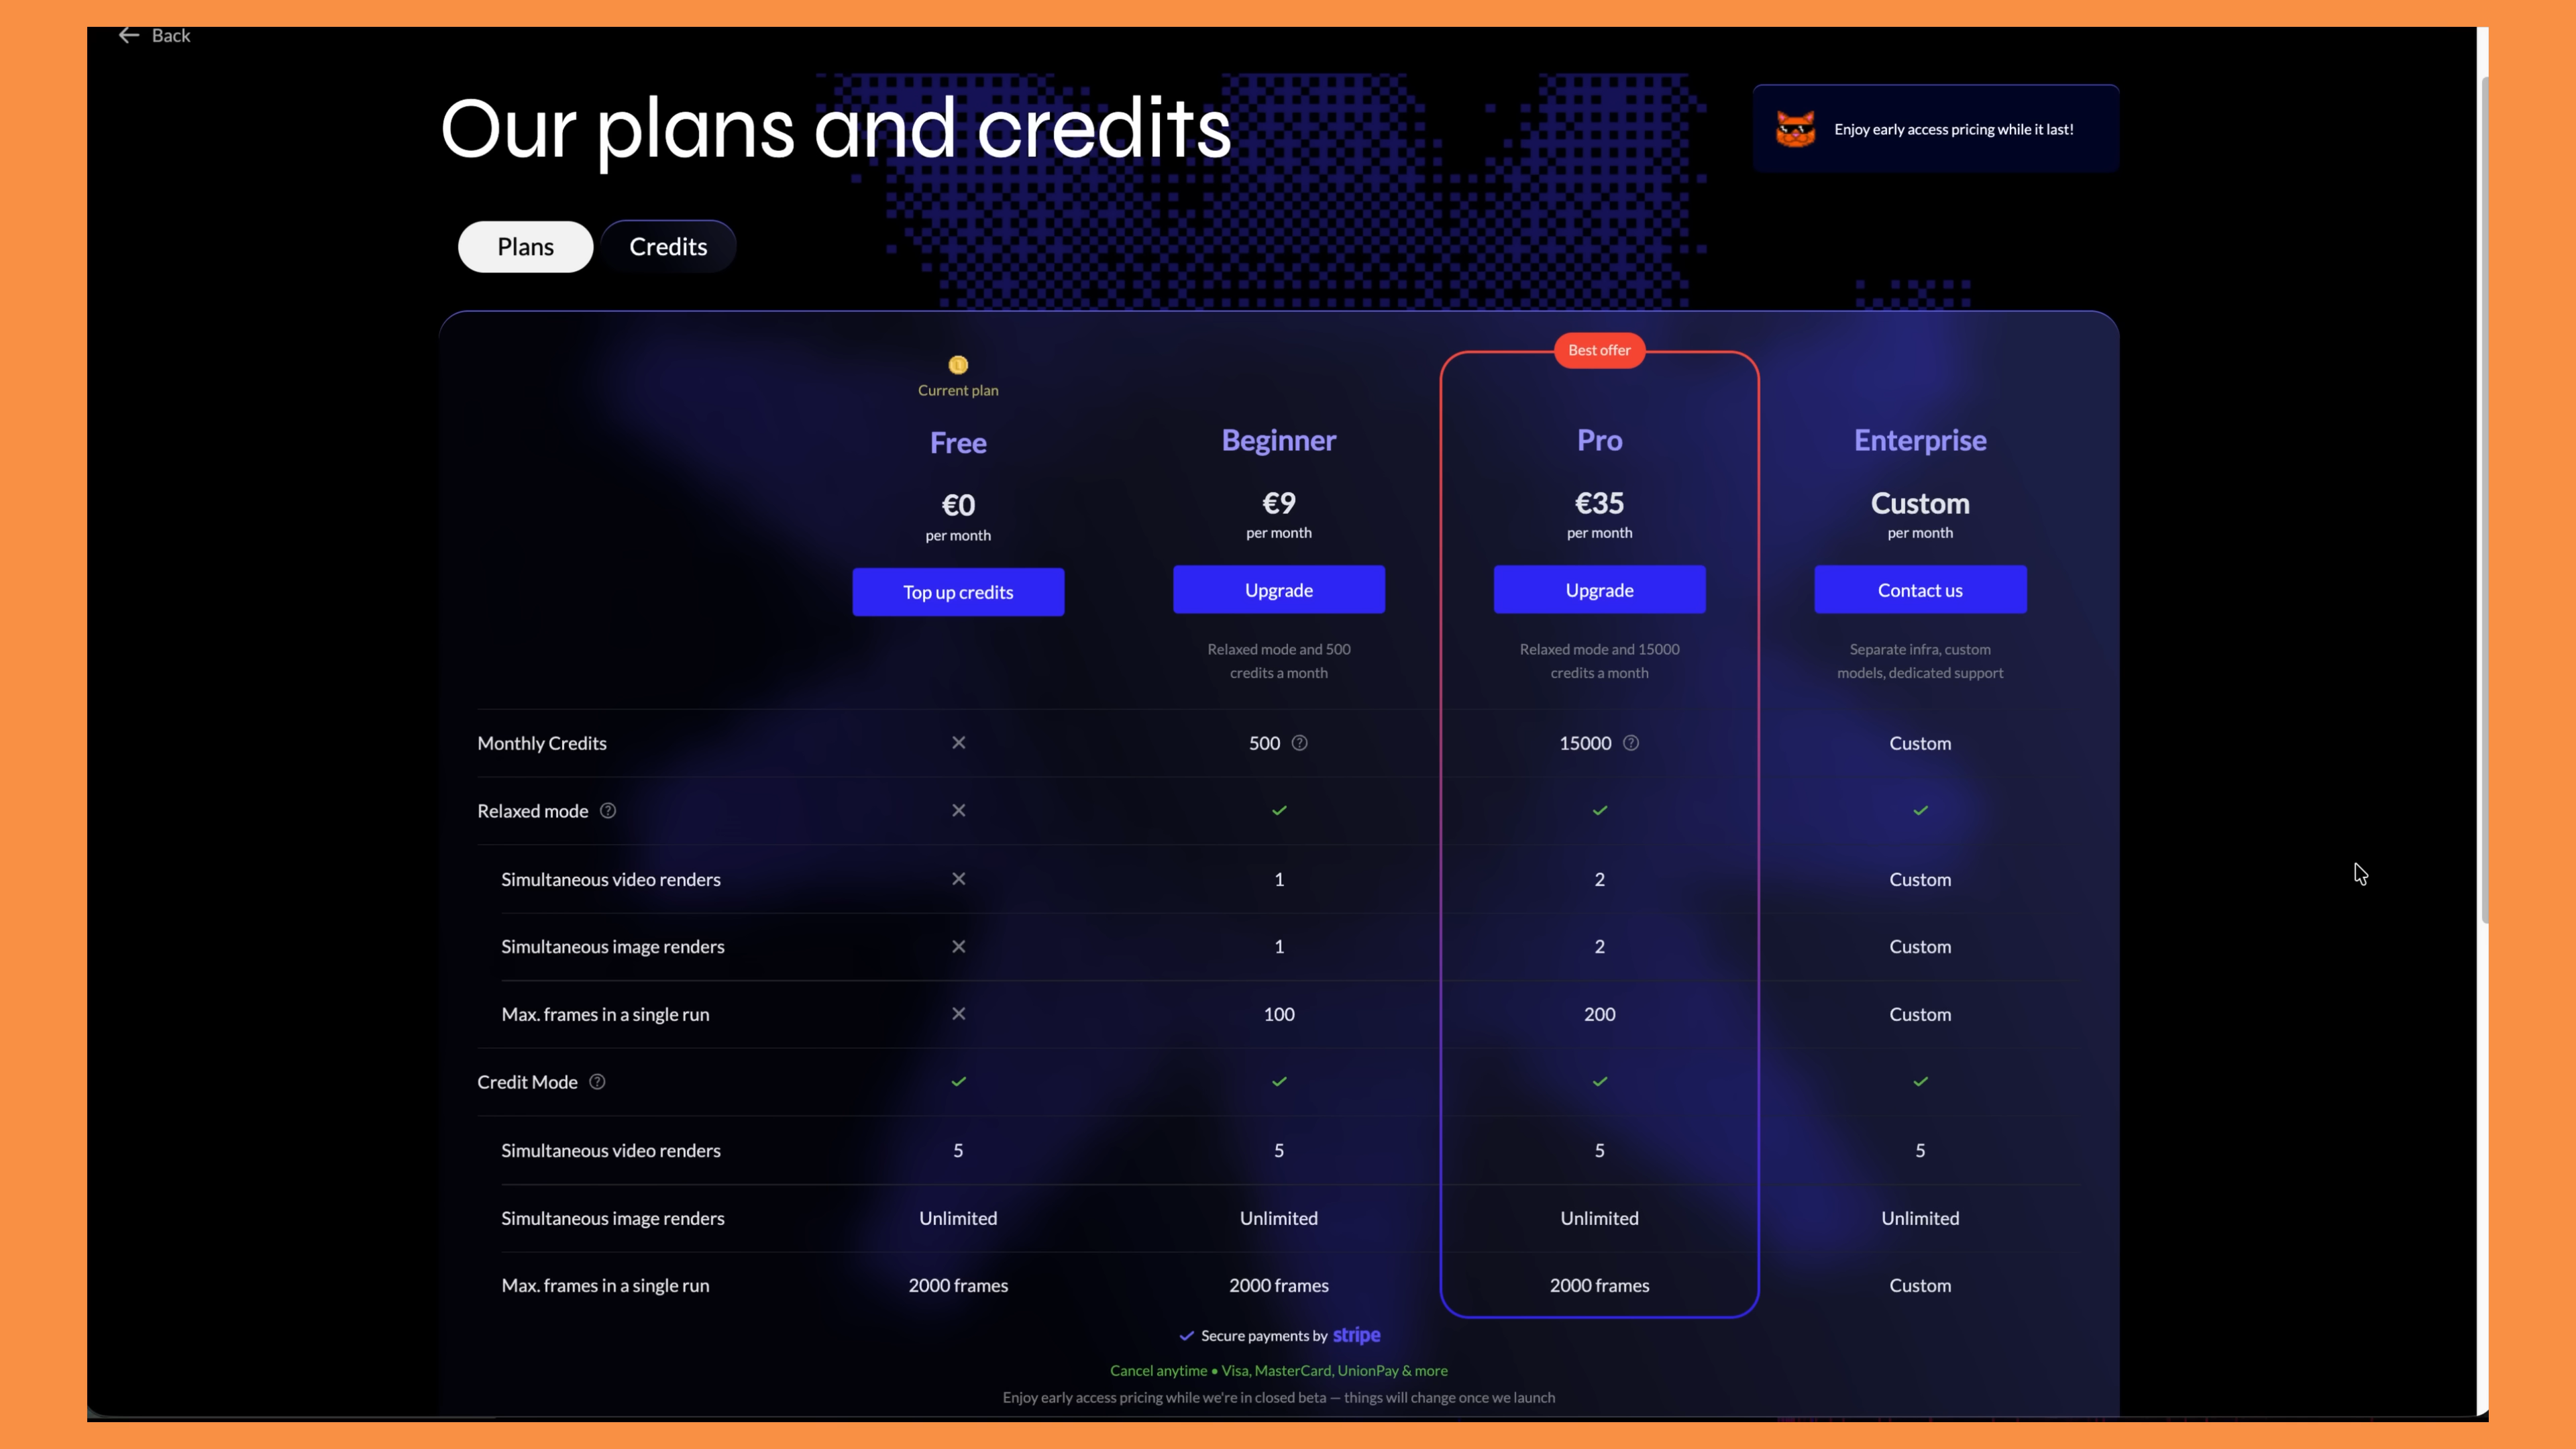 Back
Our plans and credits
Enjoy early access pricing while it last!
Plans Credits
Best offer
Current plan
Free Beginner Pro Enterprise
€0 €9 €35 Custom
per month per month per month per month
Top up credits Upgrade Upgrade Contact us
Relaxed mode and 500 Relaxed mode and 15000 Separate infra, custom
credits a month credits a month models, dedicated support
Monthly Credits 500 ? 15000 ? Custom
Relaxed mode ?
Simultaneous video renders 1 2 Custom
Simultaneous image renders 1 2 Custom
Max. frames in a single run 100 200 Custom
Credit Mode ?
Simultaneous video renders 5 5 5 5
Simultaneous image renders Unlimited Unlimited Unlimited Unlimited
Max. frames in a single run 2000 frames 2000 frames 2000 frames Custom
Secure payments by stripe
Cancel anytime • Visa, MasterCard, UnionPay & more
Enjoy early access pricing while we're in closed beta — things will change once we launch